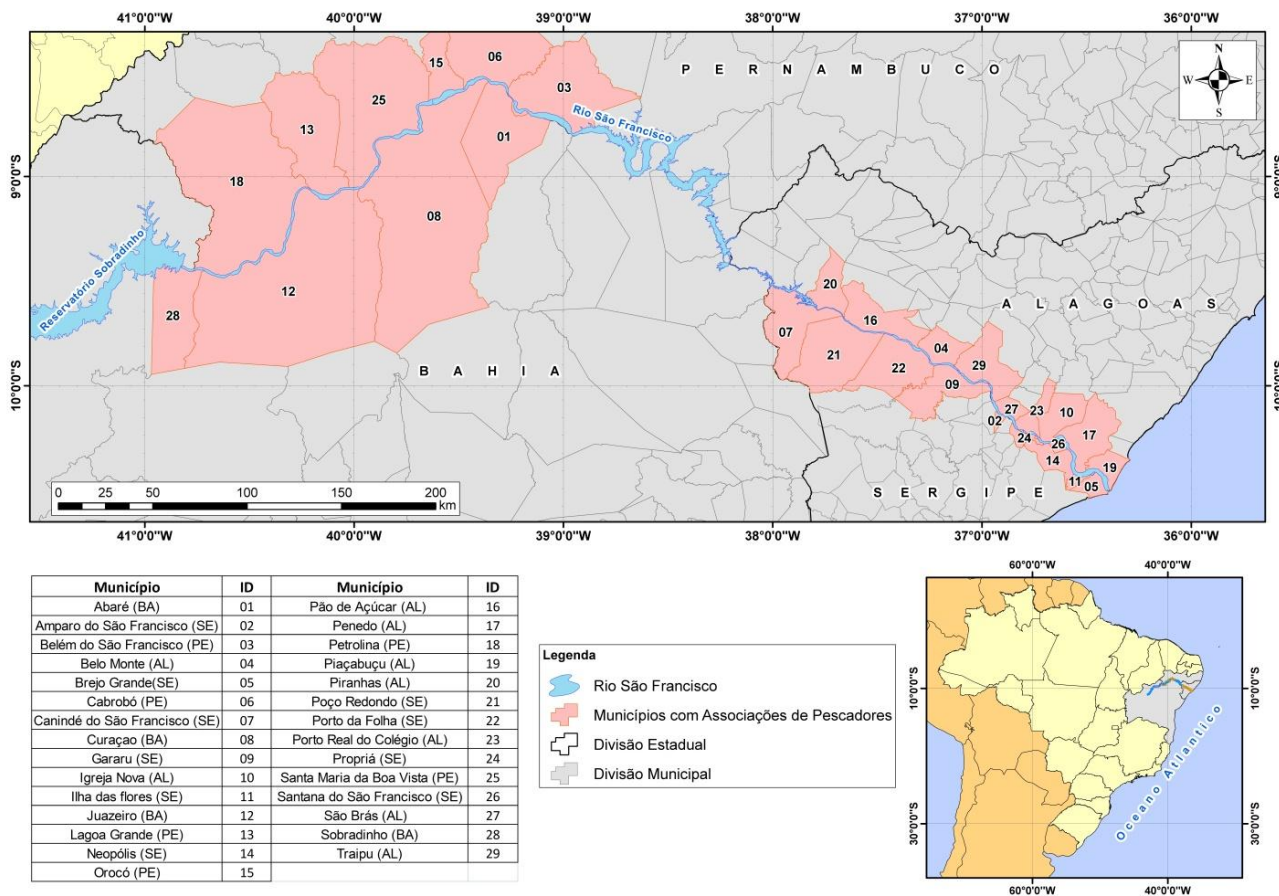 41°0'0"W 40°0'0"W 39°0'0"W 38°0'0"W 37°0'0"W 36°0'0"W
N
W E
S
06
15
03
25
13
01
18
08
12
28
P E R N A M B U C O
Rio São Francisco
9°0'0"S 9°0'0"S
Reservatório Sobradinho
A L A G O A S
20
07
16
21
04
29
22
09
B A H I A
10°0'0"S 10°0'0"S
27
23
10
02
24
26
17
14
19
11
05
S E R G I P E
0 25 50 100 150 200
km
41°0'0"W 40°0'0"W 39°0'0"W 38°0'0"W 37°0'0"W 36°0'0"W
Município ID Município ID
Abaré (BA) 01 Pão de Açúcar (AL) 16
Amparo do São Francisco (SE) 02 Penedo (AL) 17
Belém do São Francisco (PE) 03 Petrolina (PE) 18
Belo Monte (AL) 04 Piaçabuçu (AL) 19
Brejo Grande(SE) 05 Piranhas (AL) 20
Cabrobó (PE) 06 Poço Redondo (SE) 21
Canindé do São Francisco (SE) 07 Porto da Folha (SE) 22
Curaçao (BA) 08 Porto Real do Colégio (AL) 23
Gararu (SE) 09 Propriá (SE) 24
Igreja Nova (AL) 10 Santa Maria da Boa Vista (PE) 25
Ilha das flores (SE) 11 Santana do São Francisco (SE) 26
Juazeiro (BA) 12 São Brás (AL) 27
Lagoa Grande (PE) 13 Sobradinho (BA) 28
Neopólis (SE) 14 Traipu (AL) 29
Orocó (PE) 15
Legenda
Rio São Francisco
Municípios com Associações de Pescadores
Divisão Estadual
Divisão Municipal
60°0'0"W 40°0'0"W
10°0'0"S 10°0'0"S
Oceano Atlantico
30°0'0"S 30°0'0"S
60°0'0"W 40°0'0"W